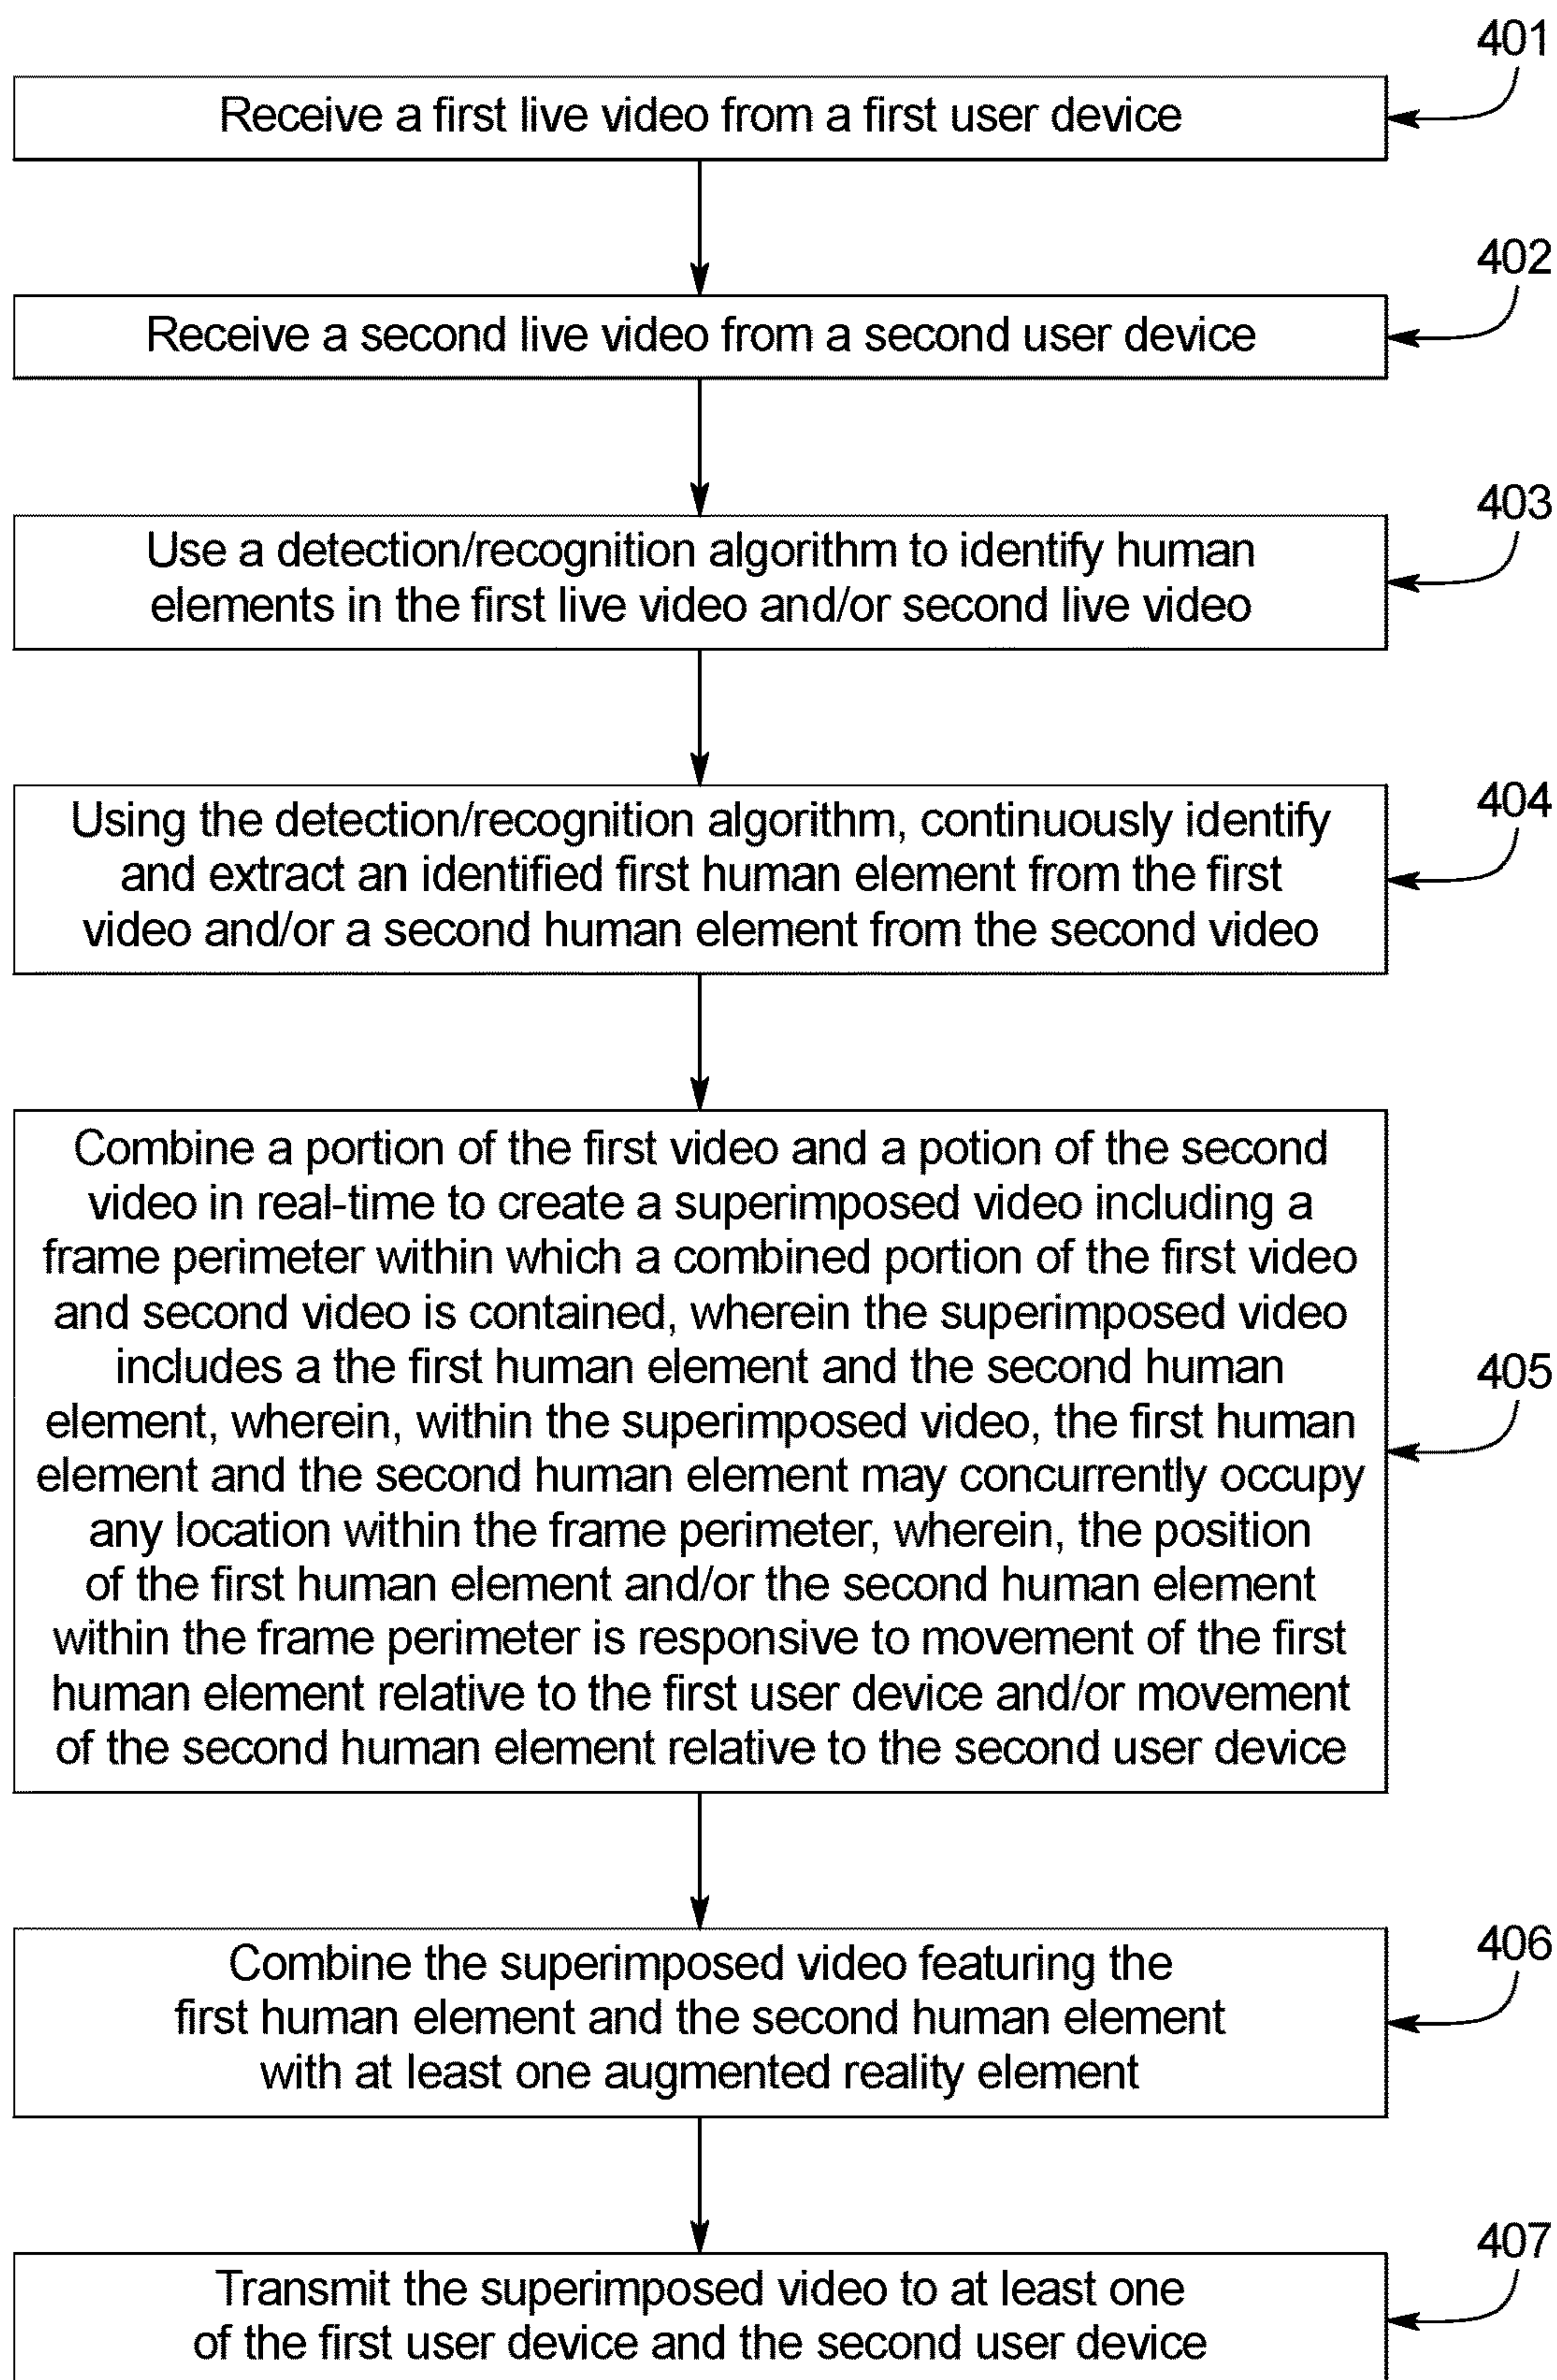 401
Receive a first live video from a first user device
402
Receive a second live video from a second user device
403
Use a detection/recognition algorithm to identify human
elements in the first live video and/or second live video
404
Using the detection/recognition algorithm, continuously identify
and extract an identified first human element from the first
video and/or a second human element from the second video
405
Combine a portion of the first video and a potion of the second
video in real-time to create a superimposed video including a
frame perimeter within which a combined portion of the first video
and second video is contained, wherein the superimposed video
includes a the first human element and the second human
element, wherein, within the superimposed video, the first human
element and the second human element may concurrently occupy
any location within the frame perimeter, wherein, the position
of the first human element and/or the second human element
within the frame perimeter is responsive to movement of the first
human element relative to the first user device and/or movement
of the second human element relative to the second user device
406
Combine the superimposed video featuring the
first human element and the second human element
with at least one augmented reality element
407
Transmit the superimposed video to at least one
of the first user device and the second user device